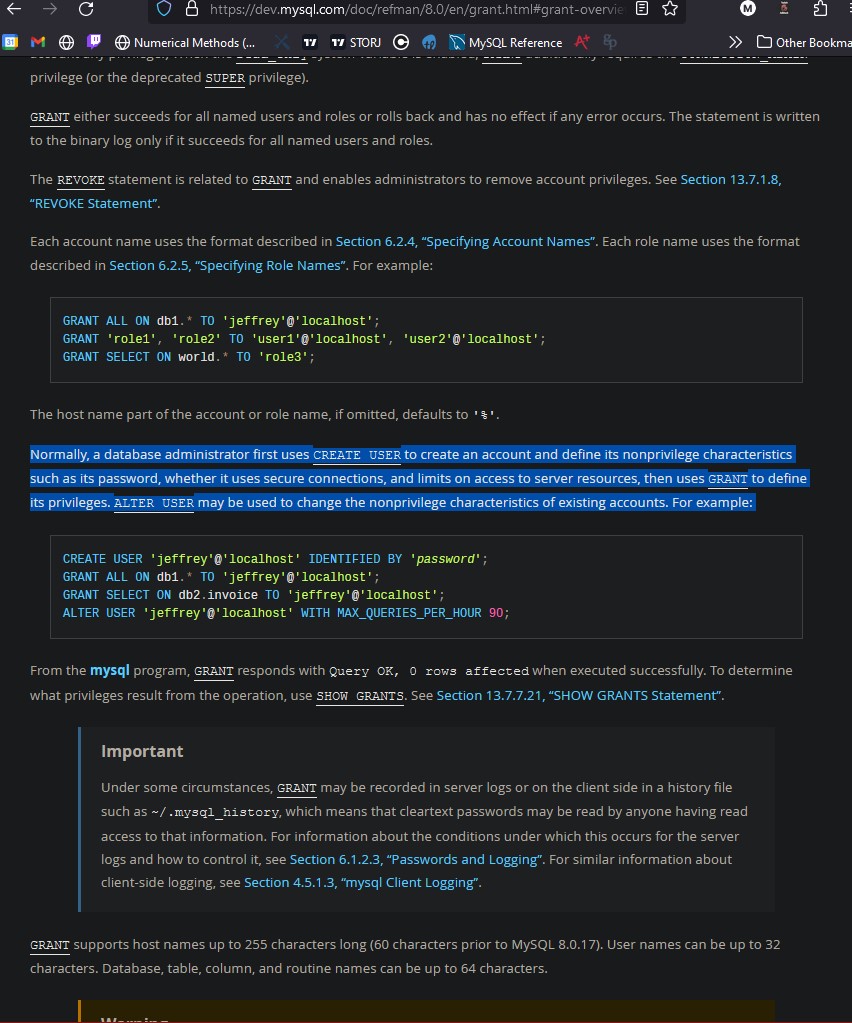 https://dev.mysql.com/doc/refman/8.0/en/grant.html#grant-overvie
M
31
Numerical Methods (...
STORJ
MySQL Reference
Other Bookma
privilege (or the deprecated SUPER privilege).
GRANT either succeeds for all named users and roles or rolls back and has no effect if any error occurs. The statement is written
to the binary log only if it succeeds for all named users and roles.
The REVOKE statement is related to GRANT and enables administrators to remove account privileges. See Section 13.7.1.8,
“REVOKE Statement”.
Each account name uses the format described in Section 6.2.4, “Specifying Account Names”. Each role name uses the format
described in Section 6.2.5, “Specifying Role Names”. For example:
GRANT ALL ON db1.* TO 'jeffrey'@'localhost';
GRANT 'role1', 'role2' TO 'user1'@'localhost', 'user2'@'localhost';
GRANT SELECT ON world.* TO 'role3';
The host name part of the account or role name, if omitted, defaults to '%'.
Normally, a database administrator first uses CREATE USER to create an account and define its nonprivilege characteristics
such as its password, whether it uses secure connections, and limits on access to server resources, then uses GRANT to define
its privileges. ALTER USER may be used to change the nonprivilege characteristics of existing accounts. For example:
CREATE USER 'jeffrey'@'localhost' IDENTIFIED BY 'password';
GRANT ALL ON db1.* TO 'jeffrey'@'localhost';
GRANT SELECT ON db2.invoice TO 'jeffrey'@'localhost';
ALTER USER 'jeffrey'@'localhost' WITH MAX_QUERIES_PER_HOUR 90;
From the mysql program, GRANT responds with Query OK, 0 rows affected when executed successfully. To determine
what privileges result from the operation, use SHOW GRANTS. See Section 13.7.7.21, “SHOW GRANTS Statement”.
Important
Under some circumstances, GRANT may be recorded in server logs or on the client side in a history file
such as ~/.mysql_history, which means that cleartext passwords may be read by anyone having read
access to that information. For information about the conditions under which this occurs for the server
logs and how to control it, see Section 6.1.2.3, “Passwords and Logging”. For similar information about
client-side logging, see Section 4.5.1.3, “mysql Client Logging”.
GRANT supports host names up to 255 characters long (60 characters prior to MySQL 8.0.17). User names can be up to 32
characters. Database, table, column, and routine names can be up to 64 characters.
Warning